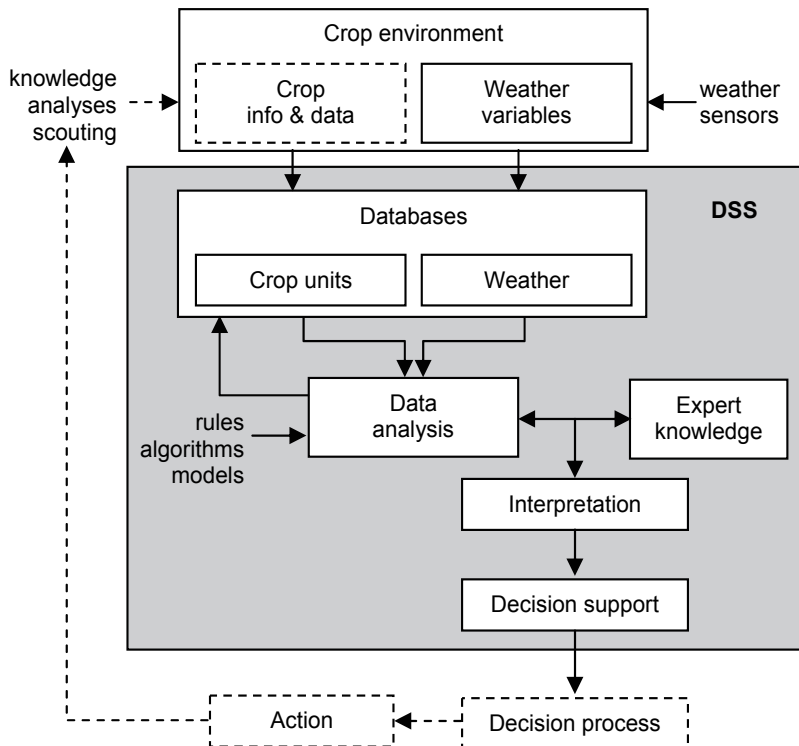 Crop environment
knowledge
analyses
scouting
Crop
info & data
Weather
variables
weather
sensors
DSS
Databases
Crop units
Weather
Data
analysis
Expert
knowledge
rules
algorithms
models
Interpretation
Decision support
Action
Decision process